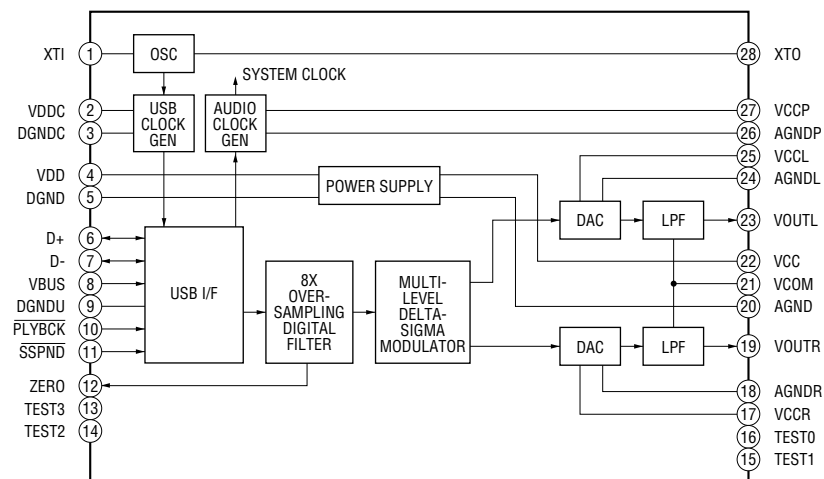 XTI 1 OSC 28 XTO
SYSTEM CLOCK
VDDC 2 USB CLOCK GEN AUDIO CLOCK GEN 27 VCCP
DGNDC 3 26 AGNDP
25 VCCL
VDD 4 POWER SUPPLY 24 AGNDL
DGND 5
DAC LPF 23 VOUTL
D+ 6
D- 7 22 VCC
VBUS 8 USB I/F 21 VCOM
8X
OVER-
SAMPLING
DIGITAL
FILTER
MULTI-
LEVEL
DELTA-
SIGMA
MODULATOR
DGNDU 9 20 AGND
PLYBCK 10
SSPND 11 DAC LPF 19 VOUTR
ZERO 12 18 AGNDR
TEST3 13 17 VCCR
TEST2 14 16 TEST0
15 TEST1